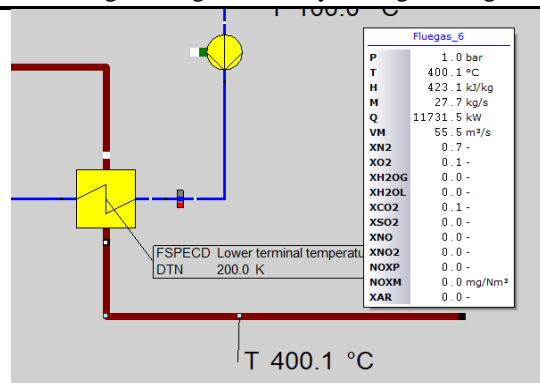 Fluegas_6
P 1.0 bar
T 400.1 °C
H 423.1 kJ/kg
M 27.7 kg/s
Q 11731.5 kW
VM 55.5 m³/s
XN2 0.7 -
XO2 0.1 -
XH2OG 0.0 -
XH2OL 0.0 -
XCO2 0.1 -
XSO2 0.0 -
XNO 0.0 -
XNO2 0.0 -
NOXP 0.0 -
NOXM 0.0 mg/Nm³
XAR 0.0 -
FSPECD Lower terminal temperatu
DTN 200.0 K
T 400.1 °C